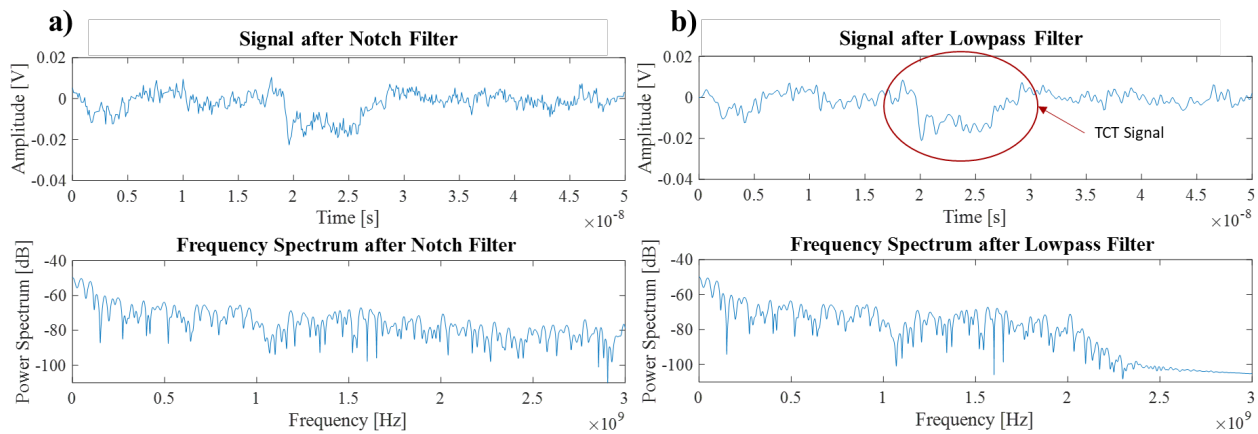 a)
Signal after Notch Filter
Amplitude [V]
0.02
0
-0.02
-0.04
0 0.5 1 1.5 2 2.5 3 3.5 4 4.5 5
Time [s]
×10⁻⁸
Frequency Spectrum after Notch Filter
Power Spectrum [dB]
-40
-60
-80
-100
0 0.5 1 1.5 2 2.5 3
Frequency [Hz]
×10⁹
b)
Signal after Lowpass Filter
Amplitude [V]
0.02
0
-0.02
-0.04
TCT Signal
0 0.5 1 1.5 2 2.5 3 3.5 4 4.5 5
Time [s]
×10⁻⁸
Frequency Spectrum after Lowpass Filter
Power Spectrum [dB]
-40
-60
-80
-100
0 0.5 1 1.5 2 2.5 3
Frequency [Hz]
×10⁹